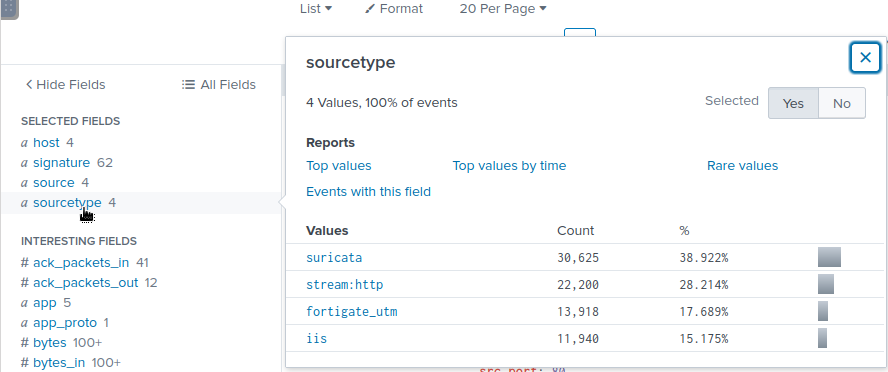 List Format 20 Per Page
Hide Fields All Fields
SELECTED FIELDS
a host 4
a signature 62
a source 4
a sourcetype 4
INTERESTING FIELDS
# ack_packets_in 41
# ack_packets_out 12
a app 5
a app_proto 1
# bytes 100+
# bytes_in 100+
sourcetype
4 Values, 100% of events
Selected Yes No
Reports
Top values Top values by time Rare values
Events with this field
Values Count %
suricata 30,625 38.922%
stream:http 22,200 28.214%
fortigate_utm 13,918 17.689%
iis 11,940 15.175%